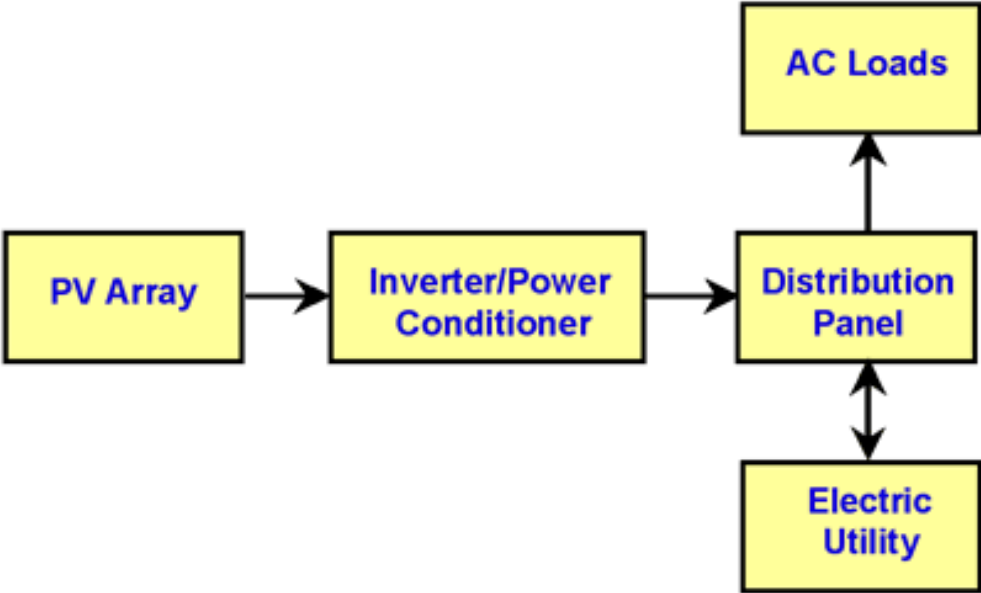 AC Loads
PV Array
Inverter/Power
Conditioner
Distribution
Panel
Electric
Utility